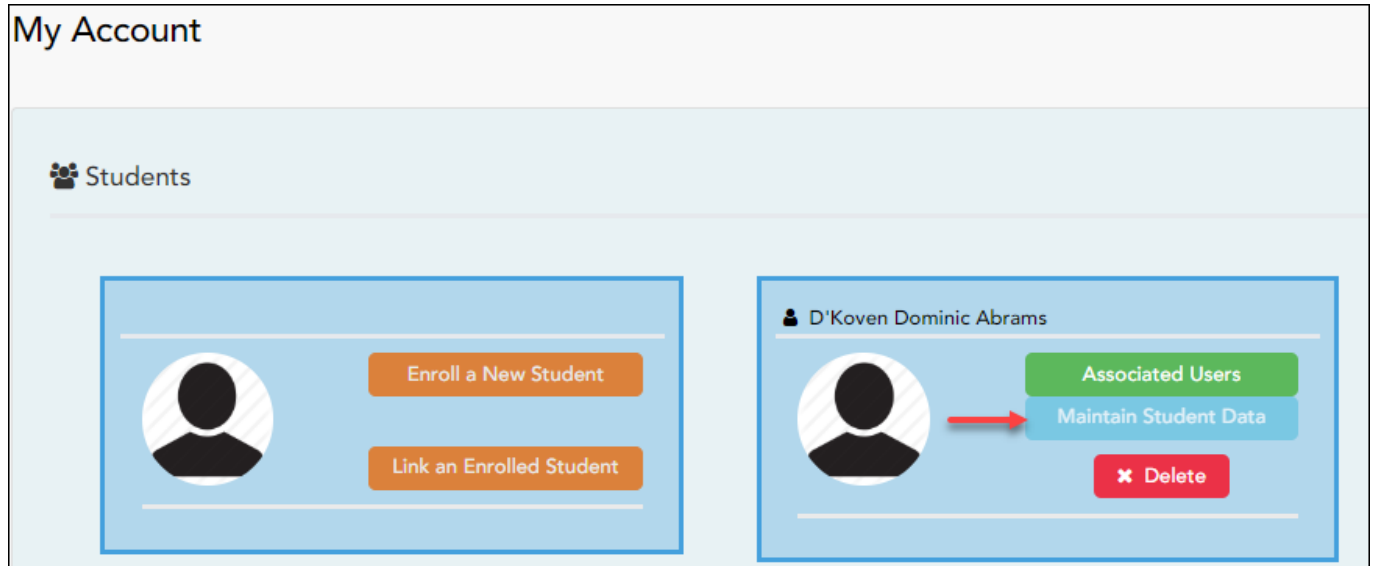 My Account
Students
Enroll a New Student
Link an Enrolled Student
D'Koven Dominic Abrams
Associated Users
Maintain Student Data
Delete